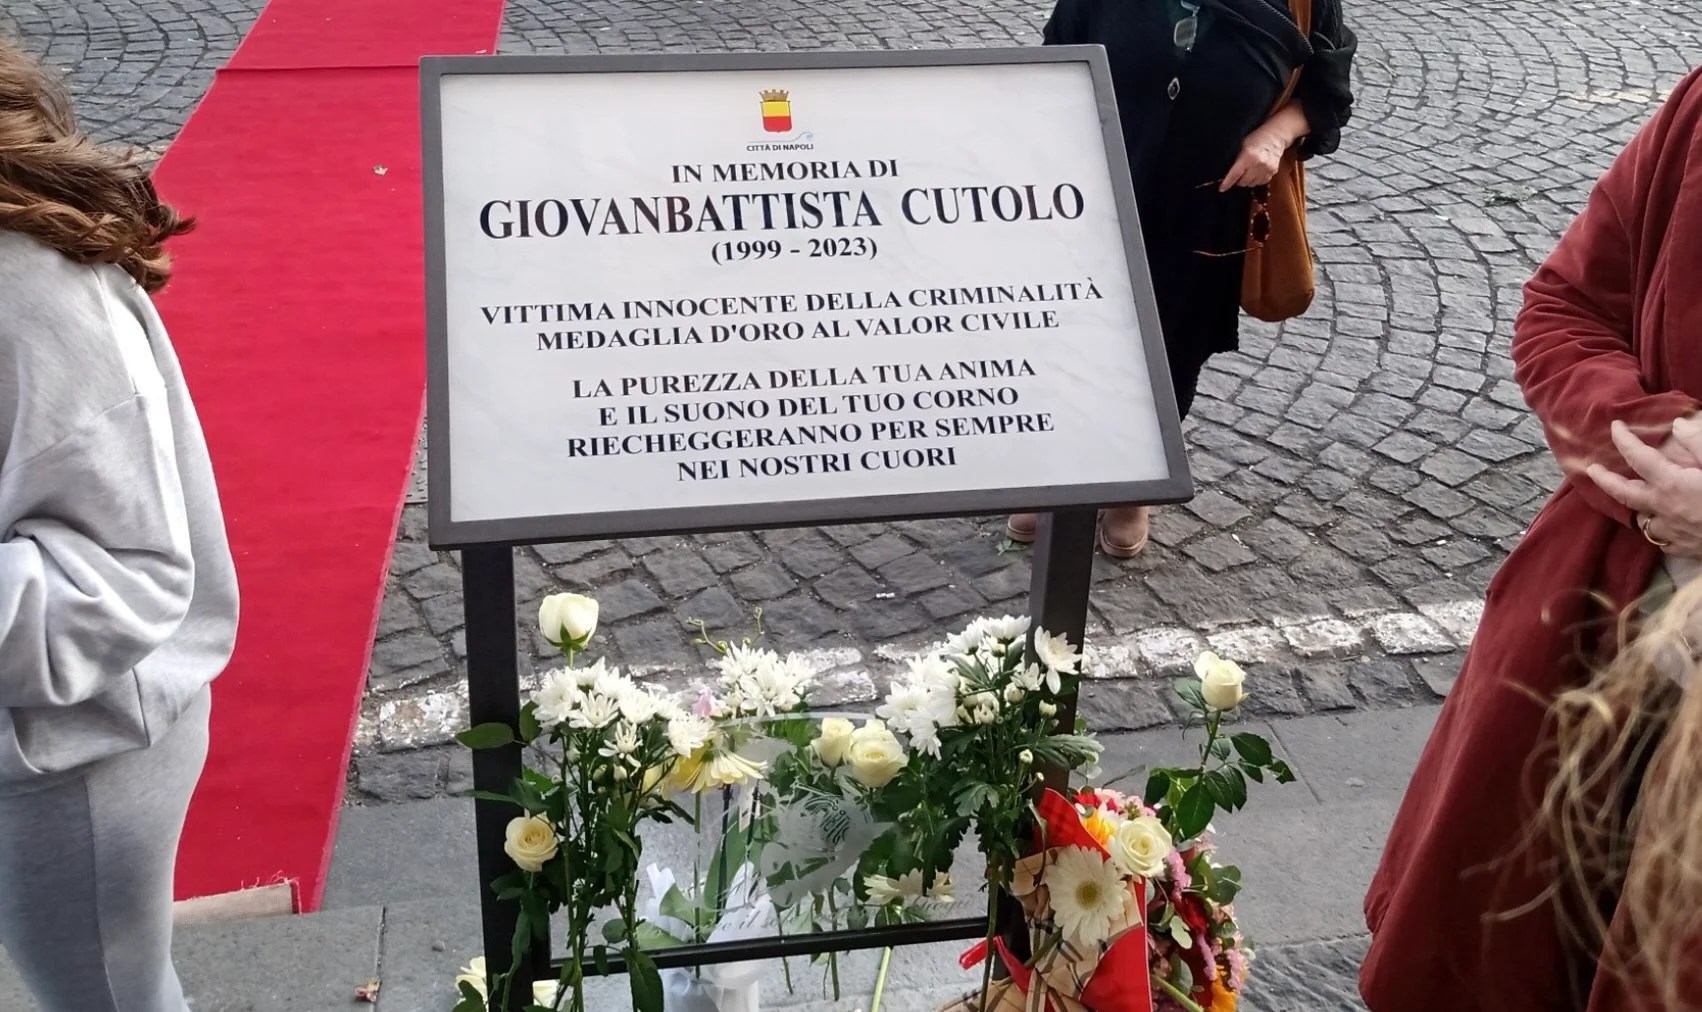 CITTÀ DI NAPOLI
IN MEMORIA DI
GIOVANBATTISTA CUTOLO
(1999 - 2023)
VITTIMA INNOCENTE DELLA CRIMINALITÀ
MEDAGLIA D'ORO AL VALOR CIVILE
LA PUREZZA DELLA TUA ANIMA
E IL SUONO DEL TUO CORNO
RIECHEGGERANNO PER SEMPRE
NEI NOSTRI CUORI